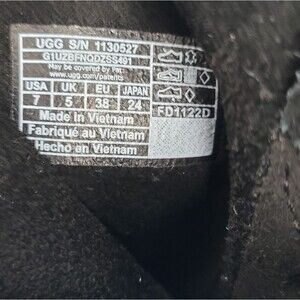 UGG S/N 1130527
G1UZBFNQDZSS491
May be covered by Pat.
www.ugg.com/patents
USA UK EU JAPAN
7 5 38 24
FD1122D
Made in Vietnam
Fabriqué au Vietnam
Hecho en Vietnam